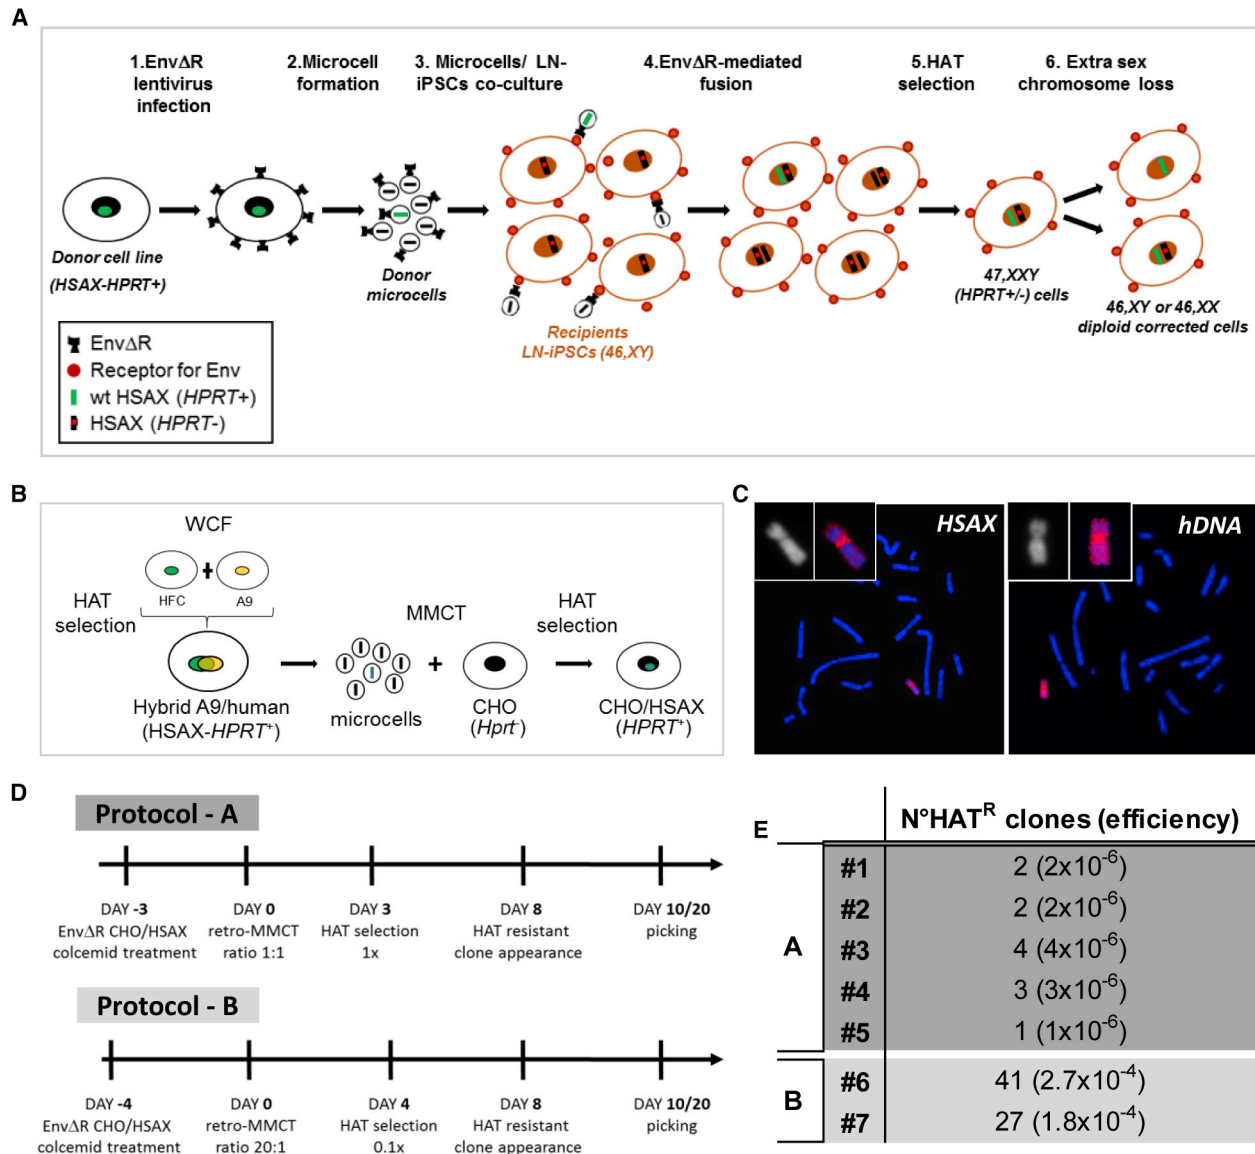 A
1.EnvΔR
lentivirus
infection
2.Microcell
formation
3. Microcells/ LN-
iPSCs co-culture
4.EnvΔR-mediated
fusion
5.HAT
selection
6. Extra sex
chromosome loss
Donor cell line
(HSAX-HPRT+)
Donor
microcells
Recipients
LN-iPSCs (46,XY)
47,XXY
(HPRT+/-) cells
46,XY or 46,XX
diploid corrected cells
EnvΔR
Receptor for Env
wt HSAX (HPRT+)
HSAX (HPRT-)
B
WCF
HFC
+
A9
HAT
selection
Hybrid A9/human
(HSAX-HPRT⁺)
MMCT
microcells
+
CHO
(Hprt⁻)
HAT
selection
CHO/HSAX
(HPRT⁺)
C
HSAX
hDNA
D
Protocol - A
DAY -3
EnvΔR CHO/HSAX
colcemid treatment
DAY 0
retro-MMCT
ratio 1:1
DAY 3
HAT selection
1x
DAY 8
HAT resistant
clone appearance
DAY 10/20
picking
Protocol - B
DAY -4
EnvΔR CHO/HSAX
colcemid treatment
DAY 0
retro-MMCT
ratio 20:1
DAY 4
HAT selection
0.1x
DAY 8
HAT resistant
clone appearance
DAY 10/20
picking
E
N°HATᴿ clones (efficiency)
A
#1 2 (2x10⁻⁶)
#2 2 (2x10⁻⁶)
#3 4 (4x10⁻⁶)
#4 3 (3x10⁻⁶)
#5 1 (1x10⁻⁶)
B
#6 41 (2.7x10⁻⁴)
#7 27 (1.8x10⁻⁴)